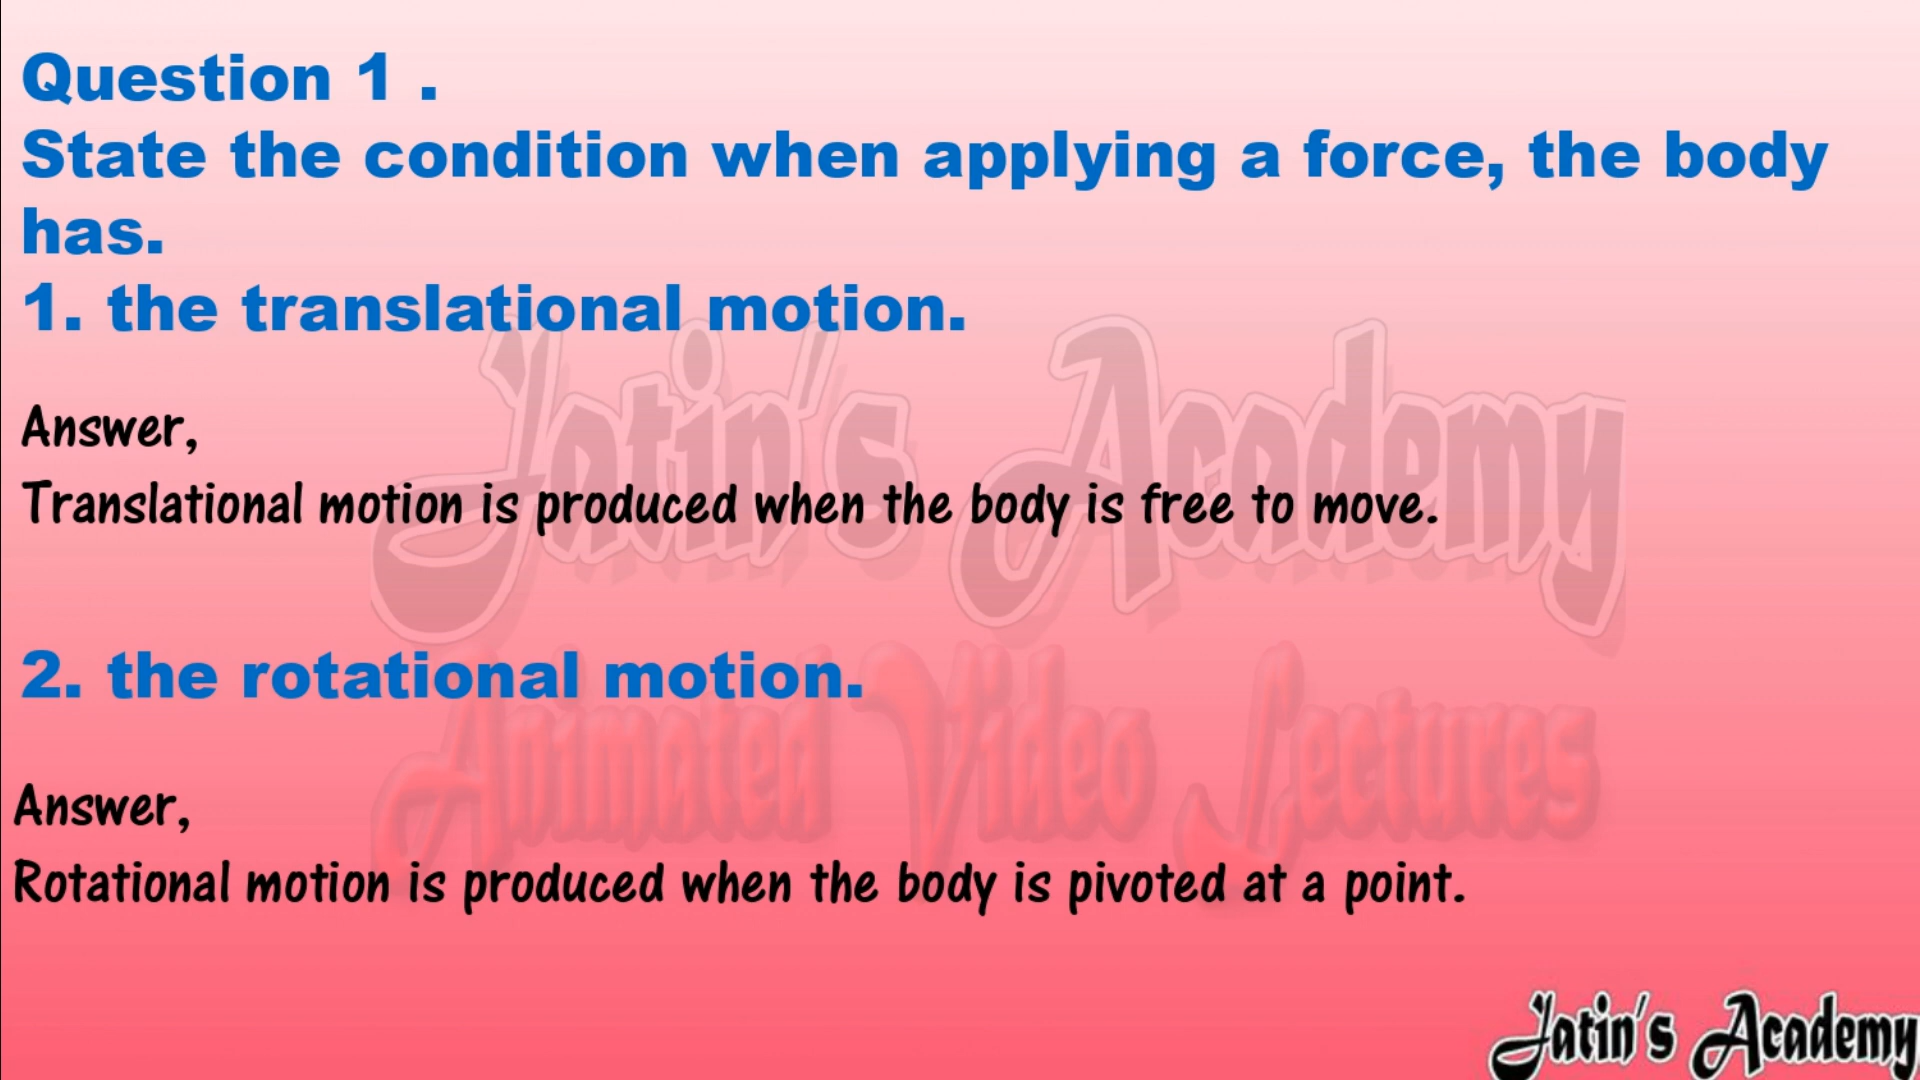 Question 1 .
State the condition when applying a force, the body
has.
1. the translational motion.
Answer,
Translational motion is produced when the body is free to move.
2. the rotational motion.
Answer,
Rotational motion is produced when the body is pivoted at a point.
Jatin's Academy
Animated Video Lectures
Jatin's Academy